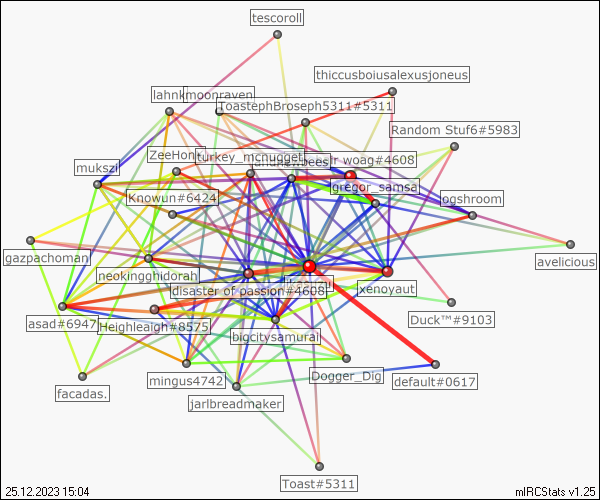 tescoroll
thiccusboiusalexusjoneus
lahnk
moonraven
ToastephBroseph5311#5311
Random Stuf6#5983
ZeeHon
turkey_mcnugget
woag#4608
mukszi
gregor_samsa
Knowun#6424
ogshroom
gazpachoman
avelicious
neokingghidorah
disaster of passion#4608
xenoyaut
asad#6947
Heighleaigh#8575
Duck™#9103
bigcitysamurai
mingus4742
Dogger_Dig
default#0617
facadas.
jarlbreadmaker
Toast#5311
25.12.2023 15:04
mIRCStats v1.25